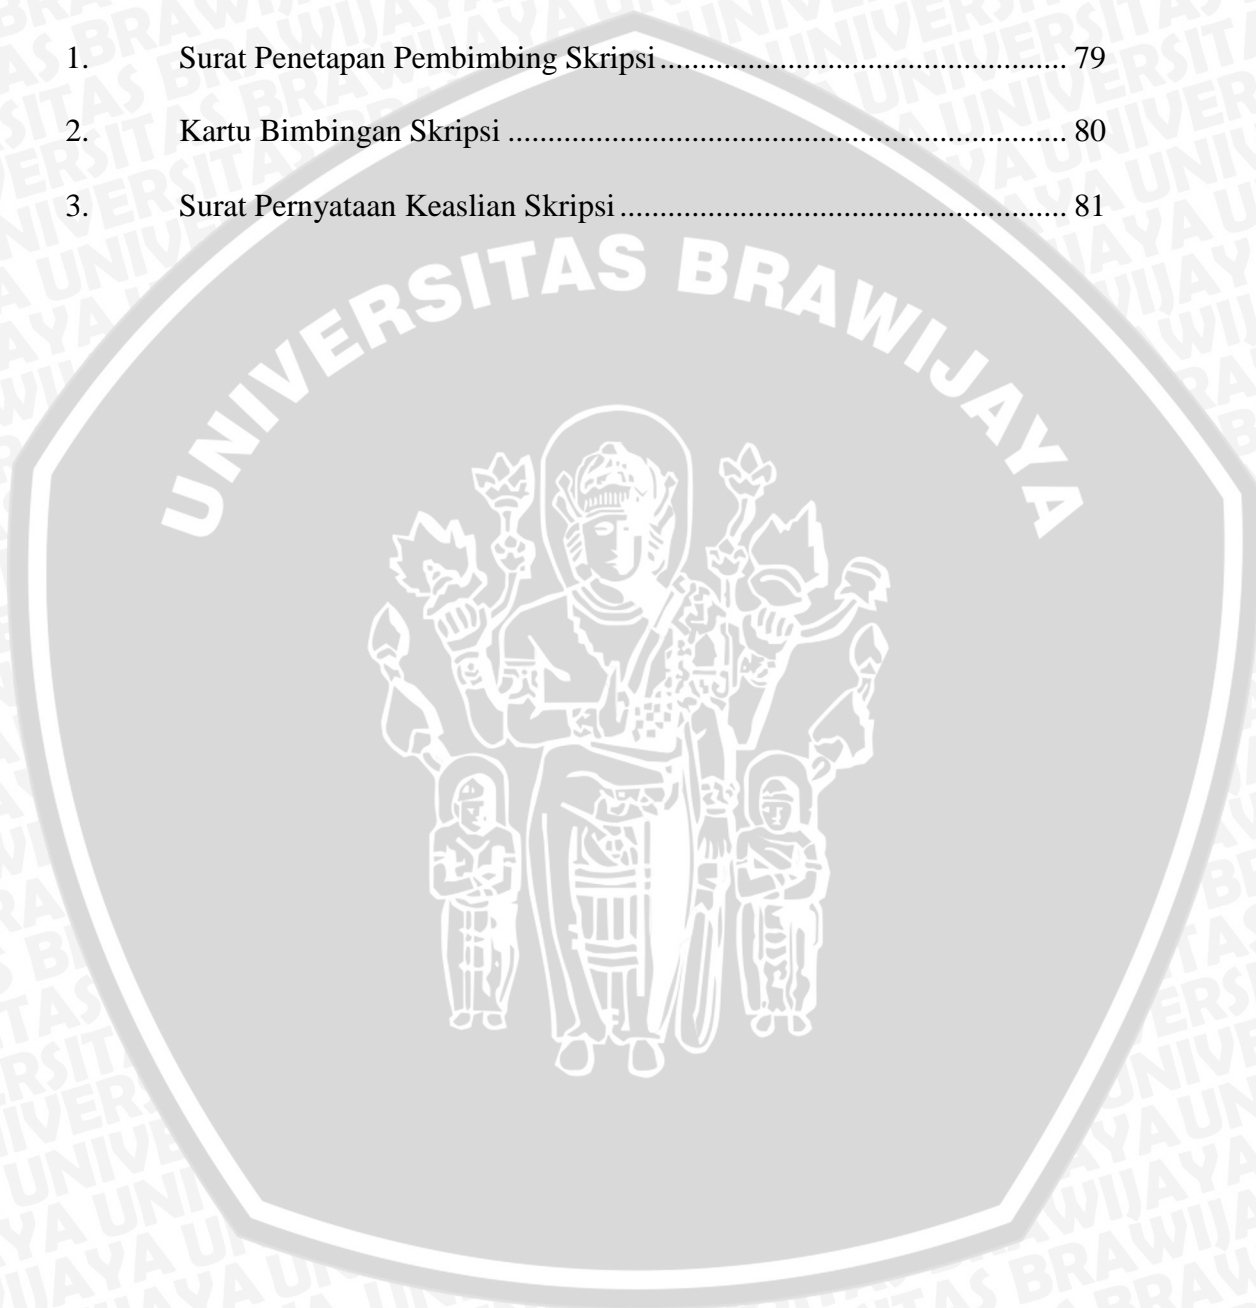 1. Surat Penetapan Pembimbing Skripsi.................................................. 79
2. Kartu Bimbingan Skripsi ..................................................................... 80
3. Surat Pernyataan Keaslian Skripsi....................................................... 81
UNIVERSITAS BRAWIJAYA